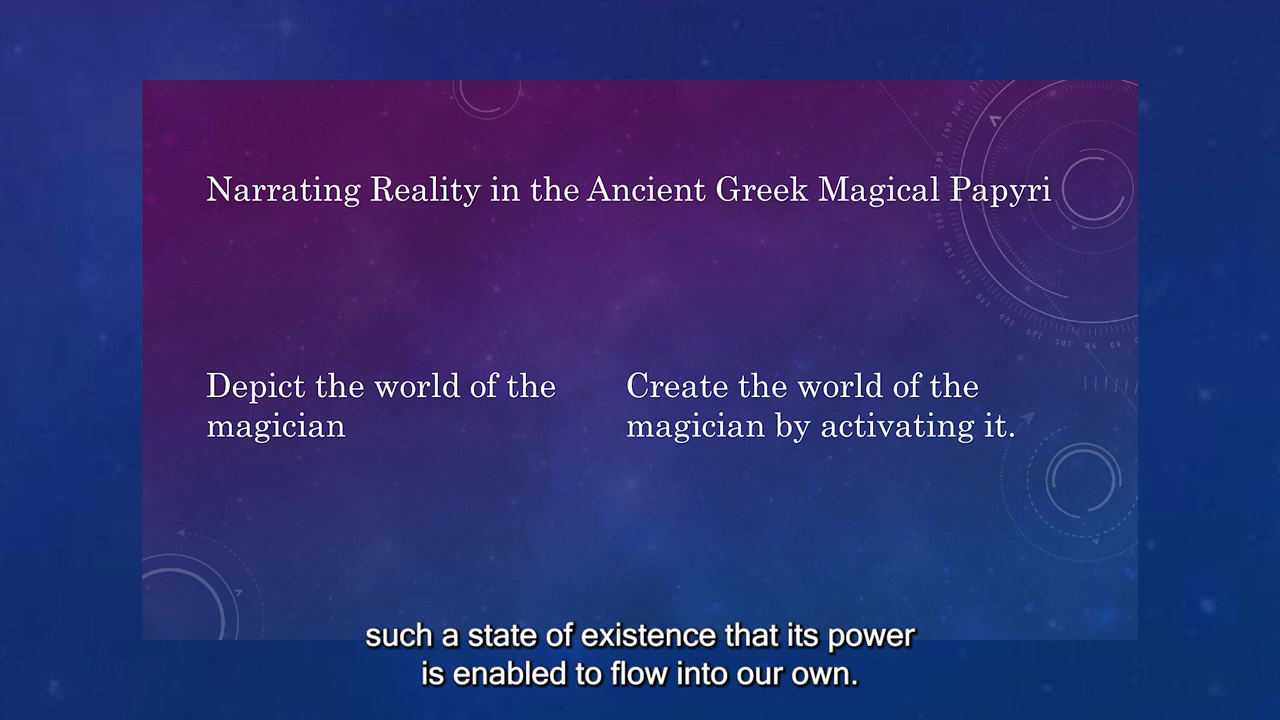 Narrating Reality in the Ancient Greek Magical Papyri
Depict the world of the
magician
Create the world of the
magician by activating it.
such a state of existence that its power
is enabled to flow into our own.